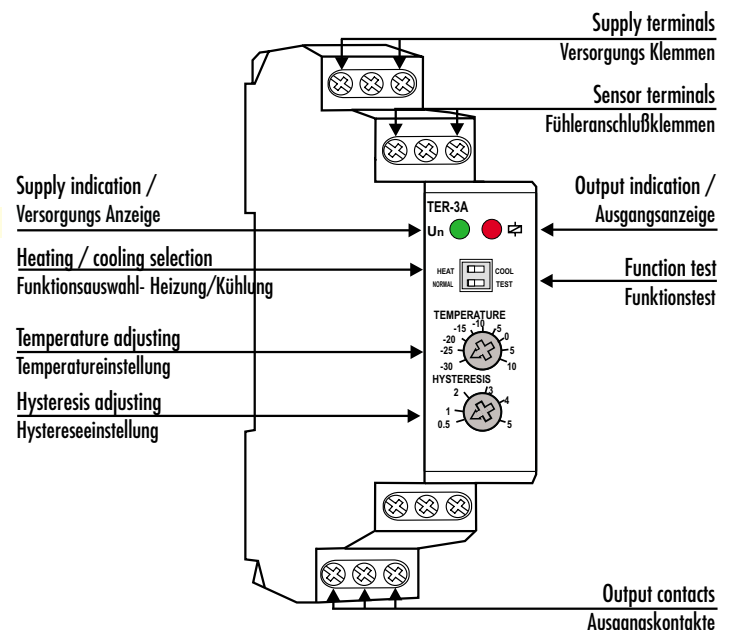 Supply terminals
Versorgungs Klemmen
Sensor terminals
Fühleranschlußklemmen
Supply indication /
Versorgungs Anzeige
Output indication /
Ausgangsanzeige
Heating / cooling selection
Funktionsauswahl- Heizung/Kühlung
Function test
Funktionstest
Temperature adjusting
Temperatureinstellung
Hysteresis adjusting
Hystereseeinstellung
TER-3A
Un
HEAT COOL
NORMAL TEST
TEMPERATURE
-10
-15 -5
-20 0
-25 5
-30 10
HYSTERESIS
2 3
4
1
0.5 5
Output contacts
Ausgangskontakte